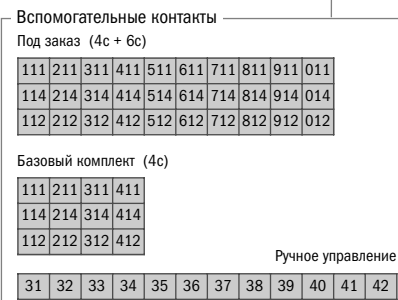 Вспомогательные контакты
Под заказ (4с + 6с)
111 211 311 411 511 611 711 811 911 011
114 214 314 414 514 614 714 814 914 014
112 212 312 412 512 612 712 812 912 012
Базовый комплект (4с)
111 211 311 411
114 214 314 414
112 212 312 412
Ручное управление
31 32 33 34 35 36 37 38 39 40 41 42